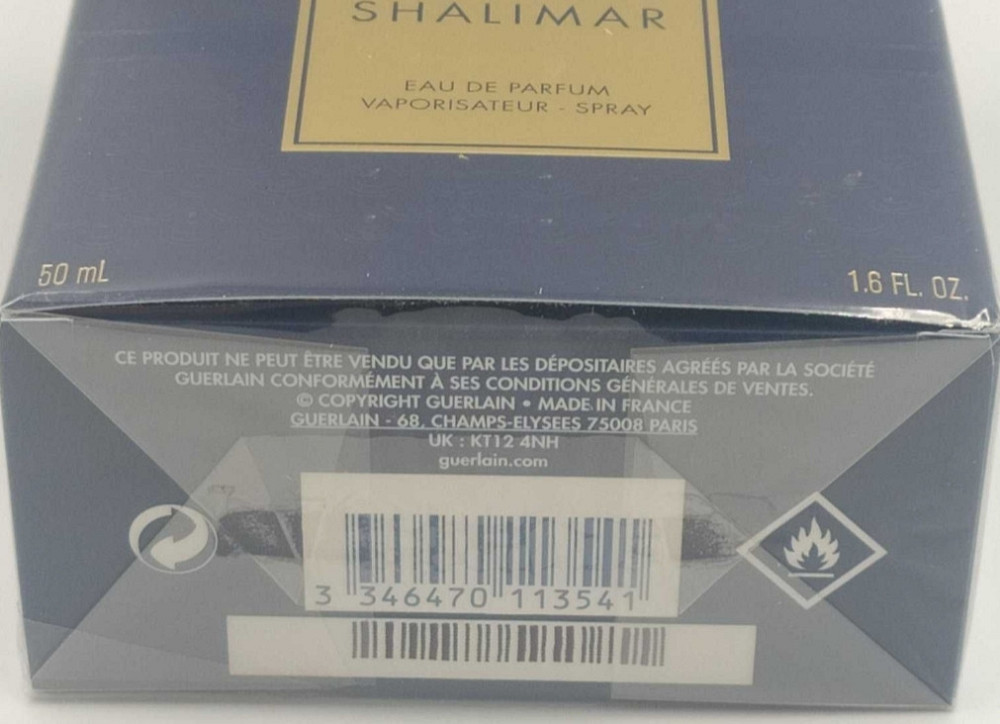 SHALIMAR
EAU DE PARFUM
VAPORISATEUR - SPRAY
50 mL
1.6 FL. OZ.
CE PRODUIT NE PEUT ÊTRE VENDU QUE PAR LES DÉPOSITAIRES AGRÉÉS PAR LA SOCIÉTÉ
GUERLAIN CONFORMÉMENT À SES CONDITIONS GÉNÉRALES DE VENTES.
© COPYRIGHT GUERLAIN • MADE IN FRANCE
GUERLAIN - 68, CHAMPS-ELYSEES 75008 PARIS
UK : KT12 4NH
guerlain.com
3 346470 113541